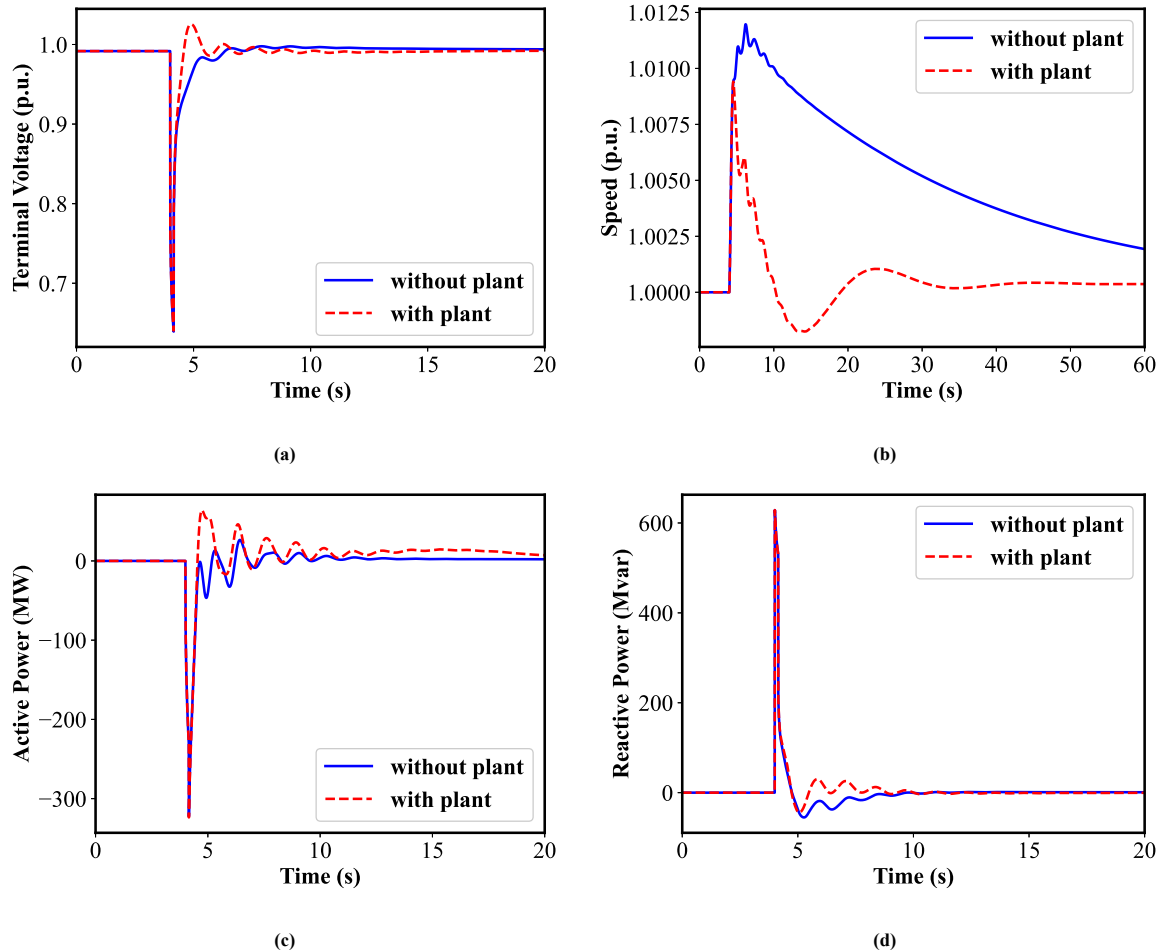 Terminal Voltage (p.u.)
1.0
0.9
0.8
0.7
without plant
with plant
0 5 10 15 20
Time (s)
(a)
Speed (p.u.)
1.0125
1.0100
1.0075
1.0050
1.0025
1.0000
without plant
with plant
0 10 20 30 40 50 60
Time (s)
(b)
Active Power (MW)
0
−100
−200
−300
without plant
with plant
0 5 10 15 20
Time (s)
(c)
Reactive Power (Mvar)
600
400
200
0
without plant
with plant
0 5 10 15 20
Time (s)
(d)